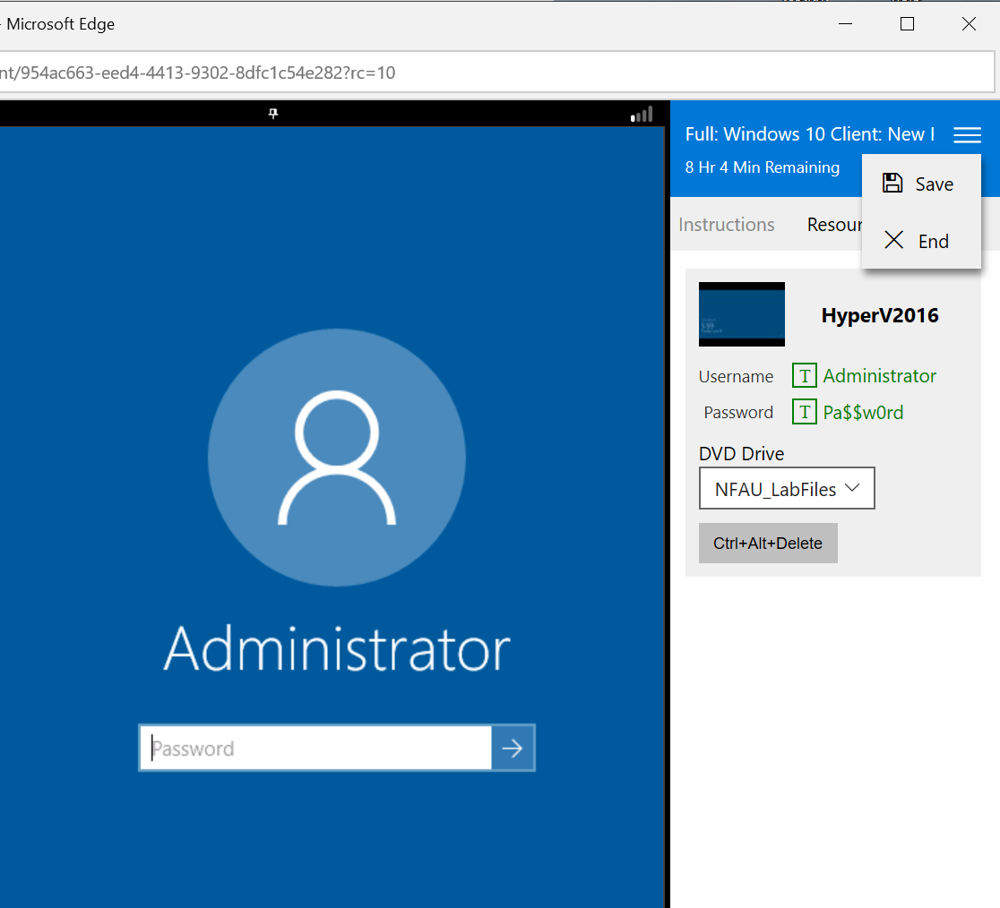 - Microsoft Edge
nt/954ac663-eed4-4413-9302-8dfc1c54e282?rc=10
Full: Windows 10 Client: New
8 Hr 4 Min Remaining
Save
End
Instructions
Resour
HyperV2016
Username
T Administrator
Password
T Pa$$w0rd
DVD Drive
NFAU_LabFiles
Ctrl+Alt+Delete
Administrator
Password